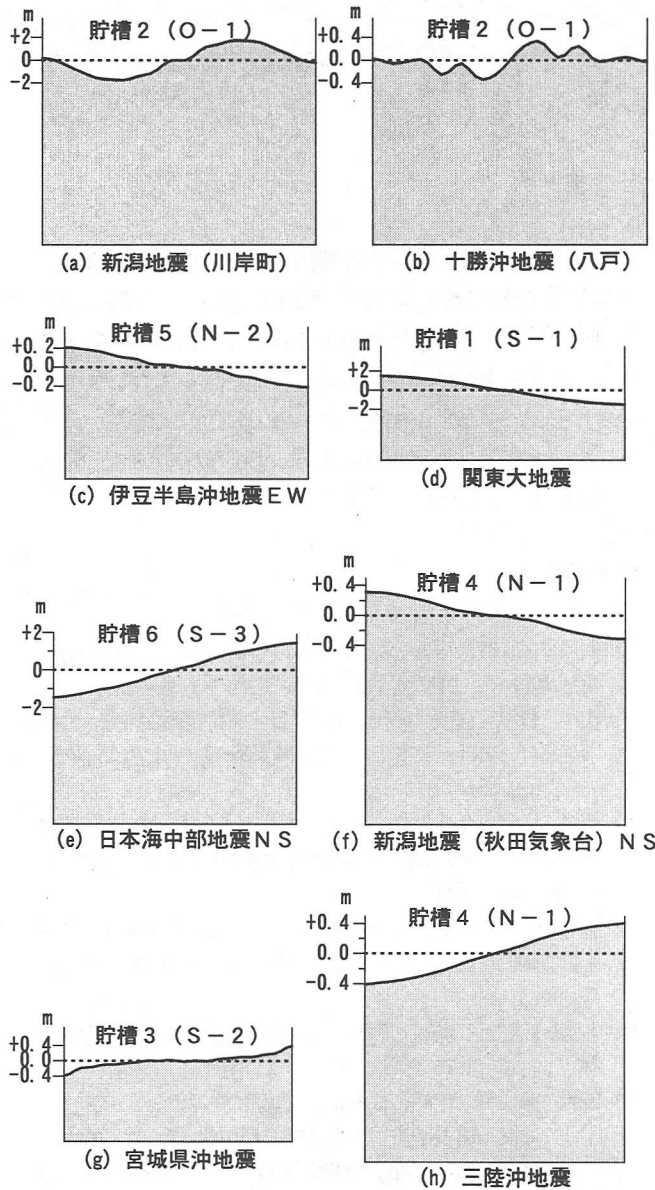 m
貯槽2(O-1)
+2
0
-2
(a) 新潟地震(川岸町)
m
貯槽2(O-1)
+0.4
0.0
-0.4
(b) 十勝沖地震(八戸)
m
貯槽5(N-2)
+0.2
0.0
-0.2
(c) 伊豆半島沖地震EW
m
貯槽1(S-1)
+2
0
-2
(d) 関東大地震
m
貯槽6(S-3)
+2
0
-2
(e) 日本海中部地震NS
m
貯槽4(N-1)
+0.4
0.0
-0.4
(f) 新潟地震(秋田気象台)NS
m
貯槽3(S-2)
+0.4
0.0
-0.4
(g) 宮城県沖地震
m
貯槽4(N-1)
+0.4
0.0
-0.4
(h) 三陸沖地震